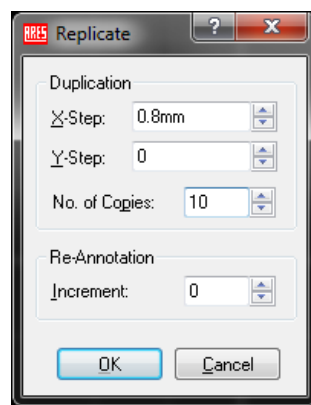 ARES Replicate ? X
Duplication
X-Step: 0.8mm
Y-Step: 0
No. of Copies: 10
Re-Annotation
Increment: 0
OK Cancel